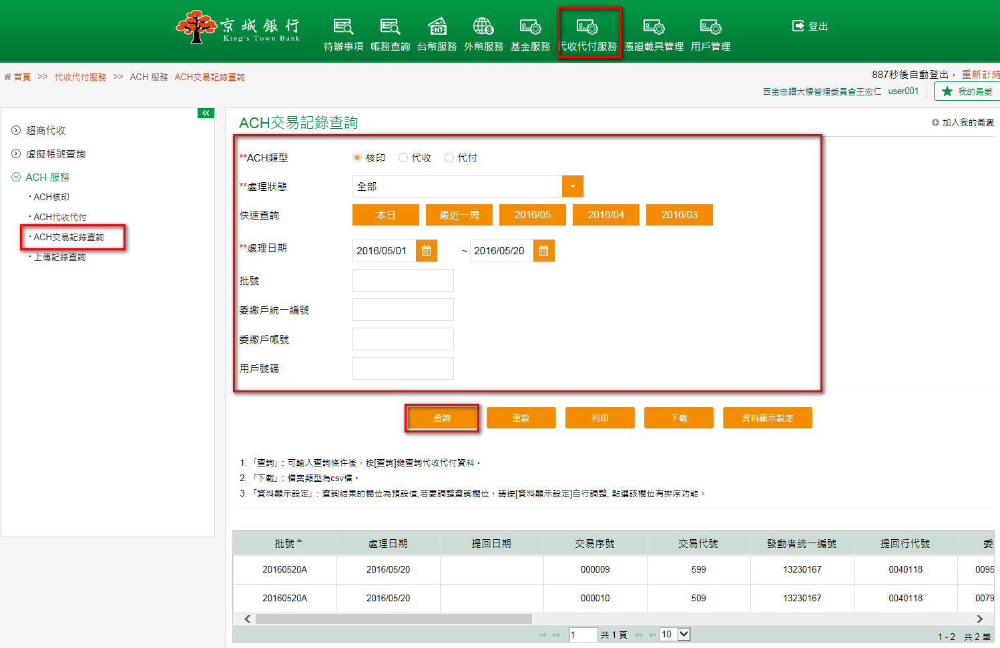 京城銀行
King's Town Bank
待辦事項 帳務查詢 台幣服務 外幣服務 基金服務 代收代付服務 憑證載具管理 用戶管理 登出
首頁 >> 代收代付服務 >> ACH 服務 ACH交易記錄查詢
887秒後自動登出， 重新計時
西金忠鑽大樓管理委員會王宏仁 user001 我的最愛
超商代收
虛擬帳號查詢
ACH 服務
·ACH核印
·ACH代收代付
·ACH交易記錄查詢
·上傳記錄查詢
ACH交易記錄查詢
加入我的最愛
**ACH類型 核印 代收 代付
**處理狀態 全部
快速查詢 本日 最近一周 2016/05 2016/04 2016/03
**處理日期 2016/05/01 ~ 2016/05/20
批號
委繳戶統一編號
委繳戶帳號
用戶號碼
查詢 重設 列印 下載 資料顯示設定
1. 「查詢」: 可輸入查詢條件後，按[查詢]鍵查詢代收代付資料。
2. 「下載」: 檔案類型為csv檔。
3. 「資料顯示設定」: 查詢結果的欄位為預設值,若要調整查詢欄位，請按[資料顯示設定]自行調整, 點選該欄位有排序功能。
批號 處理日期 提回日期 交易序號 交易代號 發動者統一編號 提回行代號 委
20160520A 2016/05/20 000009 599 13230167 0040118 0095
20160520A 2016/05/20 000010 509 13230167 0040118 0079
1 共 1 頁 10
1 - 2 共 2 筆